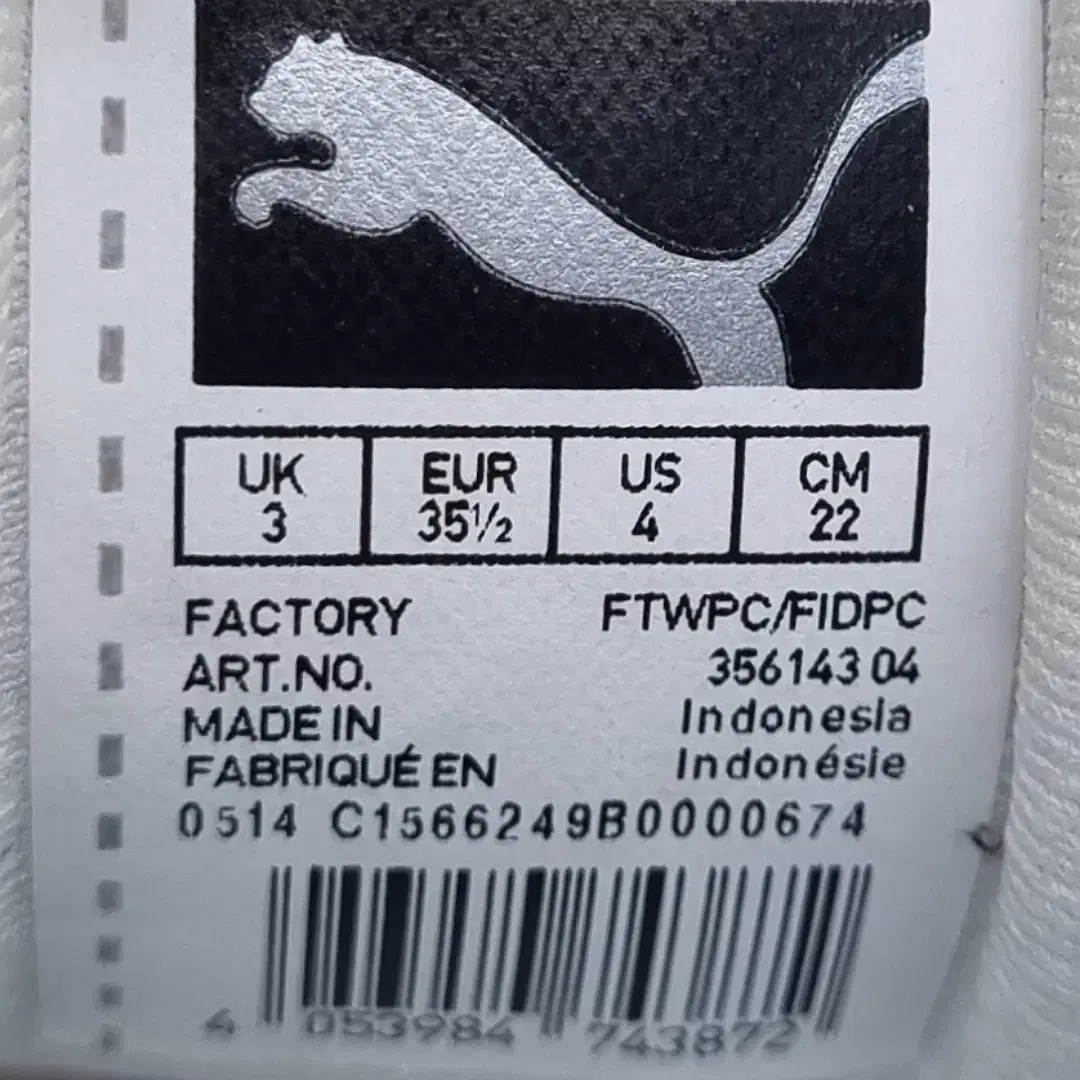 UK EUR US CM
3 35½ 4 22
FACTORY FTWPC/FIDPC
ART.NO. 356143 04
MADE IN Indonesia
FABRIQUÉ EN Indonésie
0514 C1566249B0000674
4 053984 743872